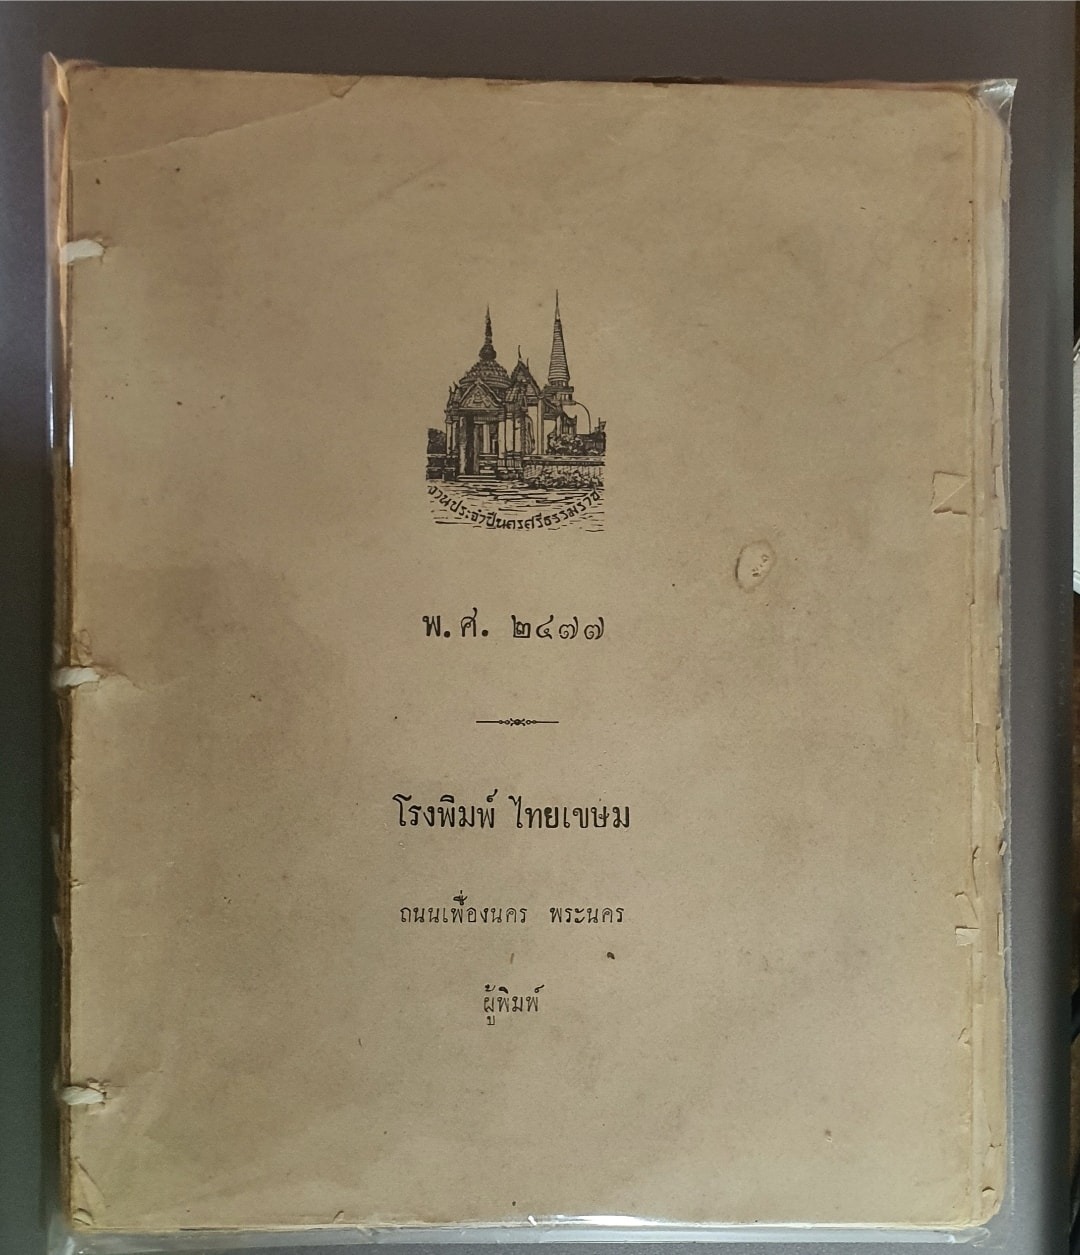 งานประจำปีนครศรีธรรมราช
พ.ศ. ๒๔๗๗
โรงพิมพ์ ไทยเขษม
ถนนเฟื่องนคร พระนคร
ผู้พิมพ์